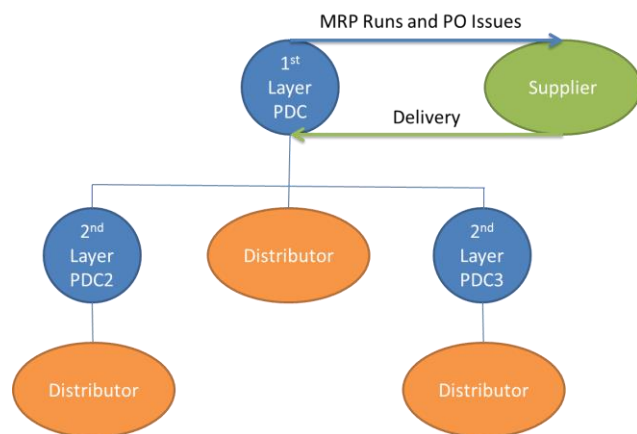 MRP Runs and PO Issues
1st
Layer
PDC
Supplier
Delivery
2nd
Layer
PDC2
Distributor
2nd
Layer
PDC3
Distributor
Distributor